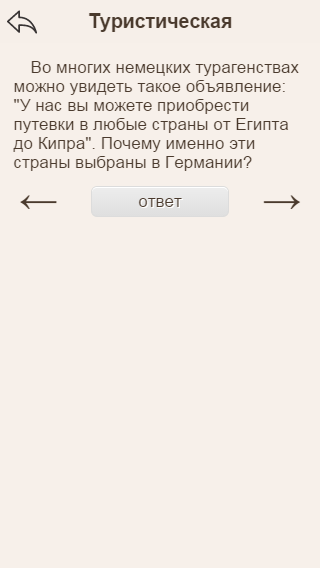 Туристическая
Во многих немецких турагенствах
можно увидеть такое объявление:
"У нас вы можете приобрести
путевки в любые страны от Египта
до Кипра". Почему именно эти
страны выбраны в Германии?
ответ